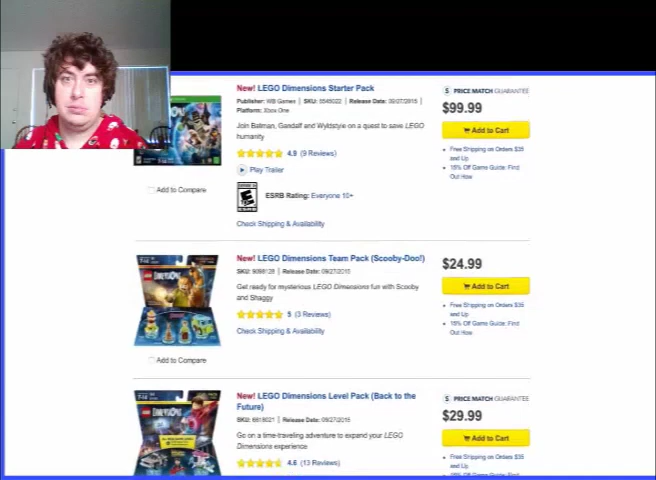 New! LEGO Dimensions Starter Pack
Publisher: WB Games | SKU: 5545022 | Release Date: 09/27/2015 |
Platform: Xbox One
Join Batman, Gandalf and Wyldstyle on a quest to save LEGO
humanity
4.9 (9 Reviews)
Play Trailer
E
ESRB Rating: Everyone 10+
Check Shipping & Availability
Add to Compare
$ PRICE MATCH GUARANTEE
$99.99
Add to Cart
Free Shipping on Orders $35
and Up
15% Off Game Guide: Find
Out How
New! LEGO Dimensions Team Pack (Scooby-Doo!)
Release Date: 09/27/2015
Get ready for mysterious LEGO Dimensions fun with Scooby
and Shaggy
5 (3 Reviews)
Check Shipping & Availability
Add to Compare
$24.99
Add to Cart
Free Shipping on Orders $35
and Up
15% Off Game Guide: Find
Out How
New! LEGO Dimensions Level Pack (Back to the
Future)
Release Date: 09/27/2015
Go on a time-traveling adventure to expand your LEGO
Dimensions experience
4.6 (13 Reviews)
$ PRICE MATCH GUARANTEE
$29.99
Add to Cart
Free Shipping on Orders $35
and Up